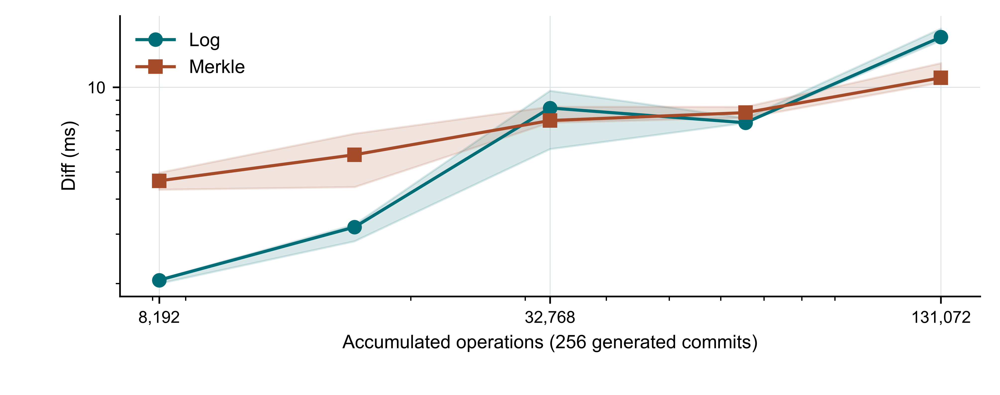 Log
Merkle
10
Diff (ms)
8,192
32,768
131,072
Accumulated operations (256 generated commits)